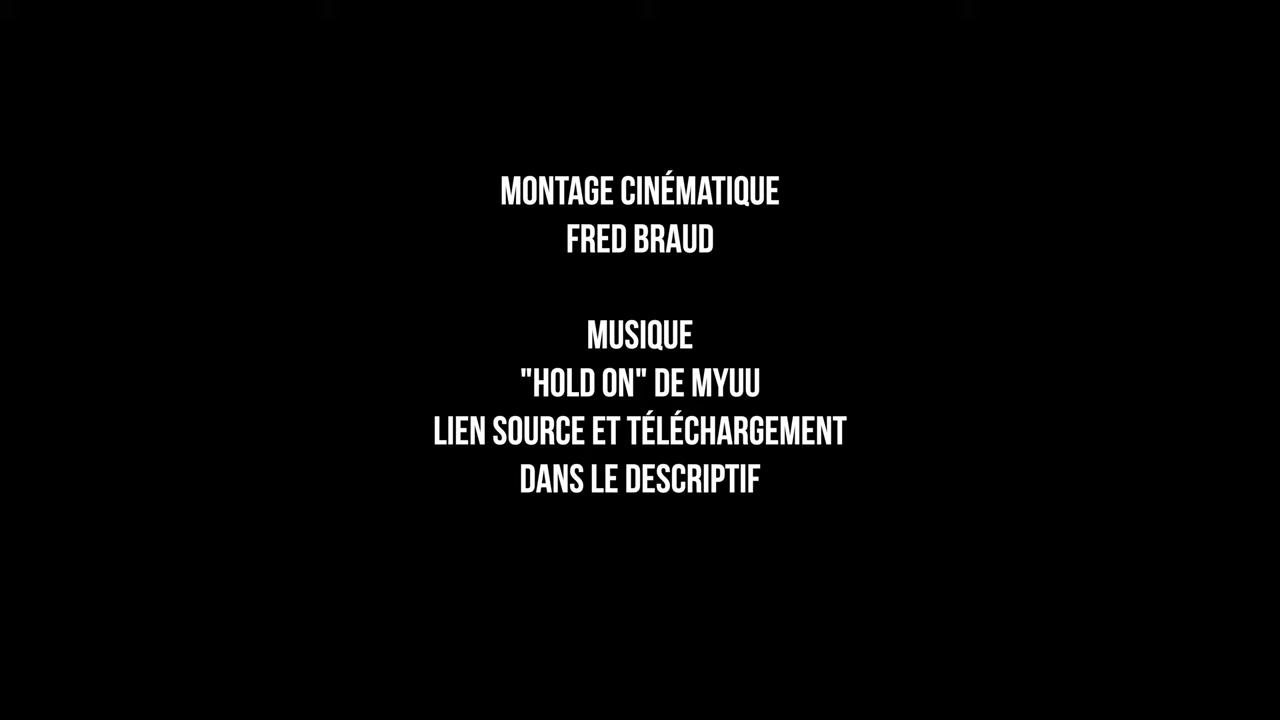 MONTAGE CINÉMATIQUE
FRED BRAUD
MUSIQUE
"HOLD ON" DE MYUU
LIEN SOURCE ET TÉLÉCHARGEMENT
DANS LE DESCRIPTIF